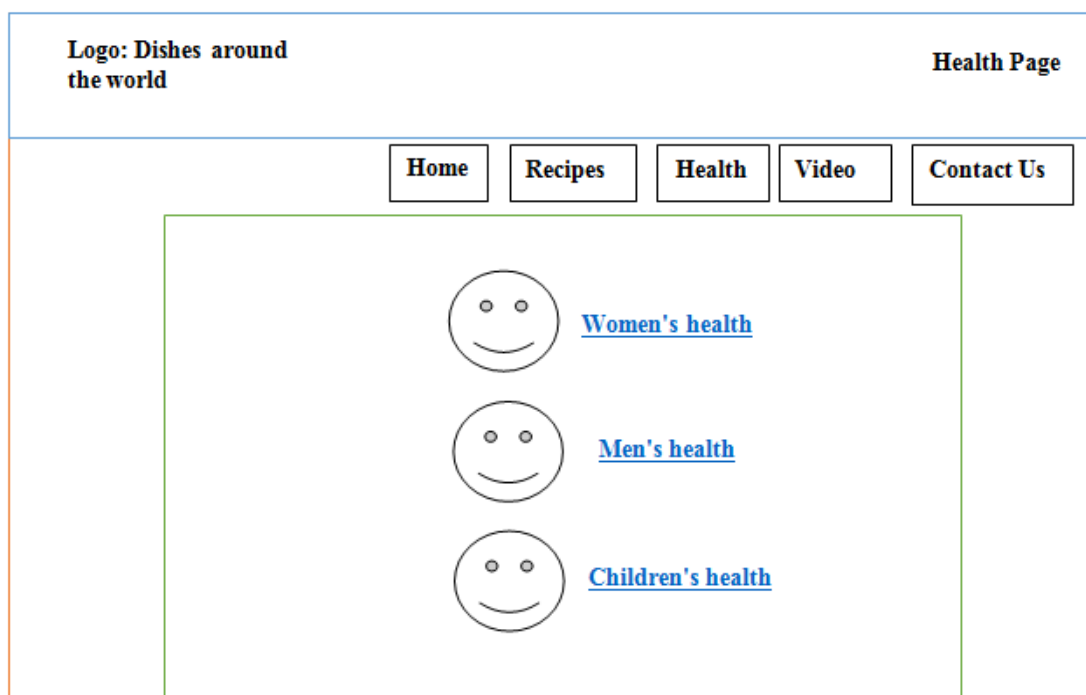 Logo: Dishes around
the world
Health Page
Home
Recipes
Health
Video
Contact Us
Women's health
Men's health
Children's health